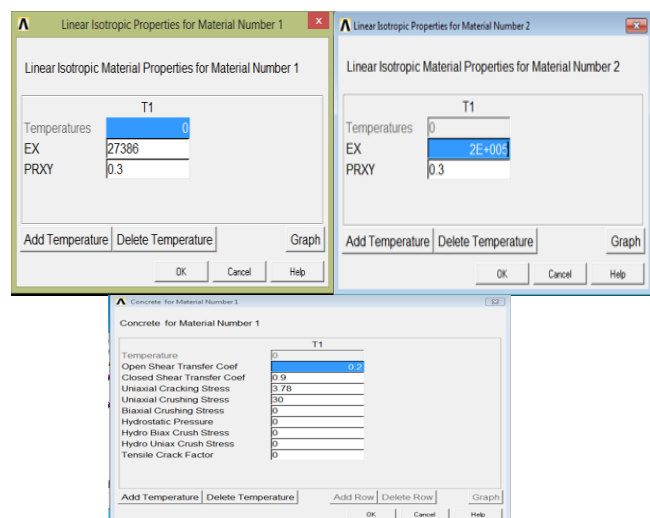 Linear Isotropic Properties for Material Number 1
Linear Isotropic Material Properties for Material Number 1
T1
Temperatures 0
EX 27386
PRXY 0.3
Add Temperature Delete Temperature Graph
OK Cancel Help
Linear Isotropic Properties for Material Number 2
Linear Isotropic Material Properties for Material Number 2
T1
Temperatures 0
EX 2E+005
PRXY 0.3
Add Temperature Delete Temperature Graph
OK Cancel Help
Concrete for Material Number 1
Concrete for Material Number 1
T1
Temperature 0
Open Shear Transfer Coef 0.2
Closed Shear Transfer Coef 0.9
Uniaxial Cracking Stress 3.78
Uniaxial Crushing Stress 30
Biaxial Crushing Stress 0
Hydrostatic Pressure 0
Hydro Biax Crush Stress 0
Hydro Uniax Crush Stress 0
Tensile Crack Factor 0
Add Temperature Delete Temperature Add Row Delete Row Graph
OK Cancel Help